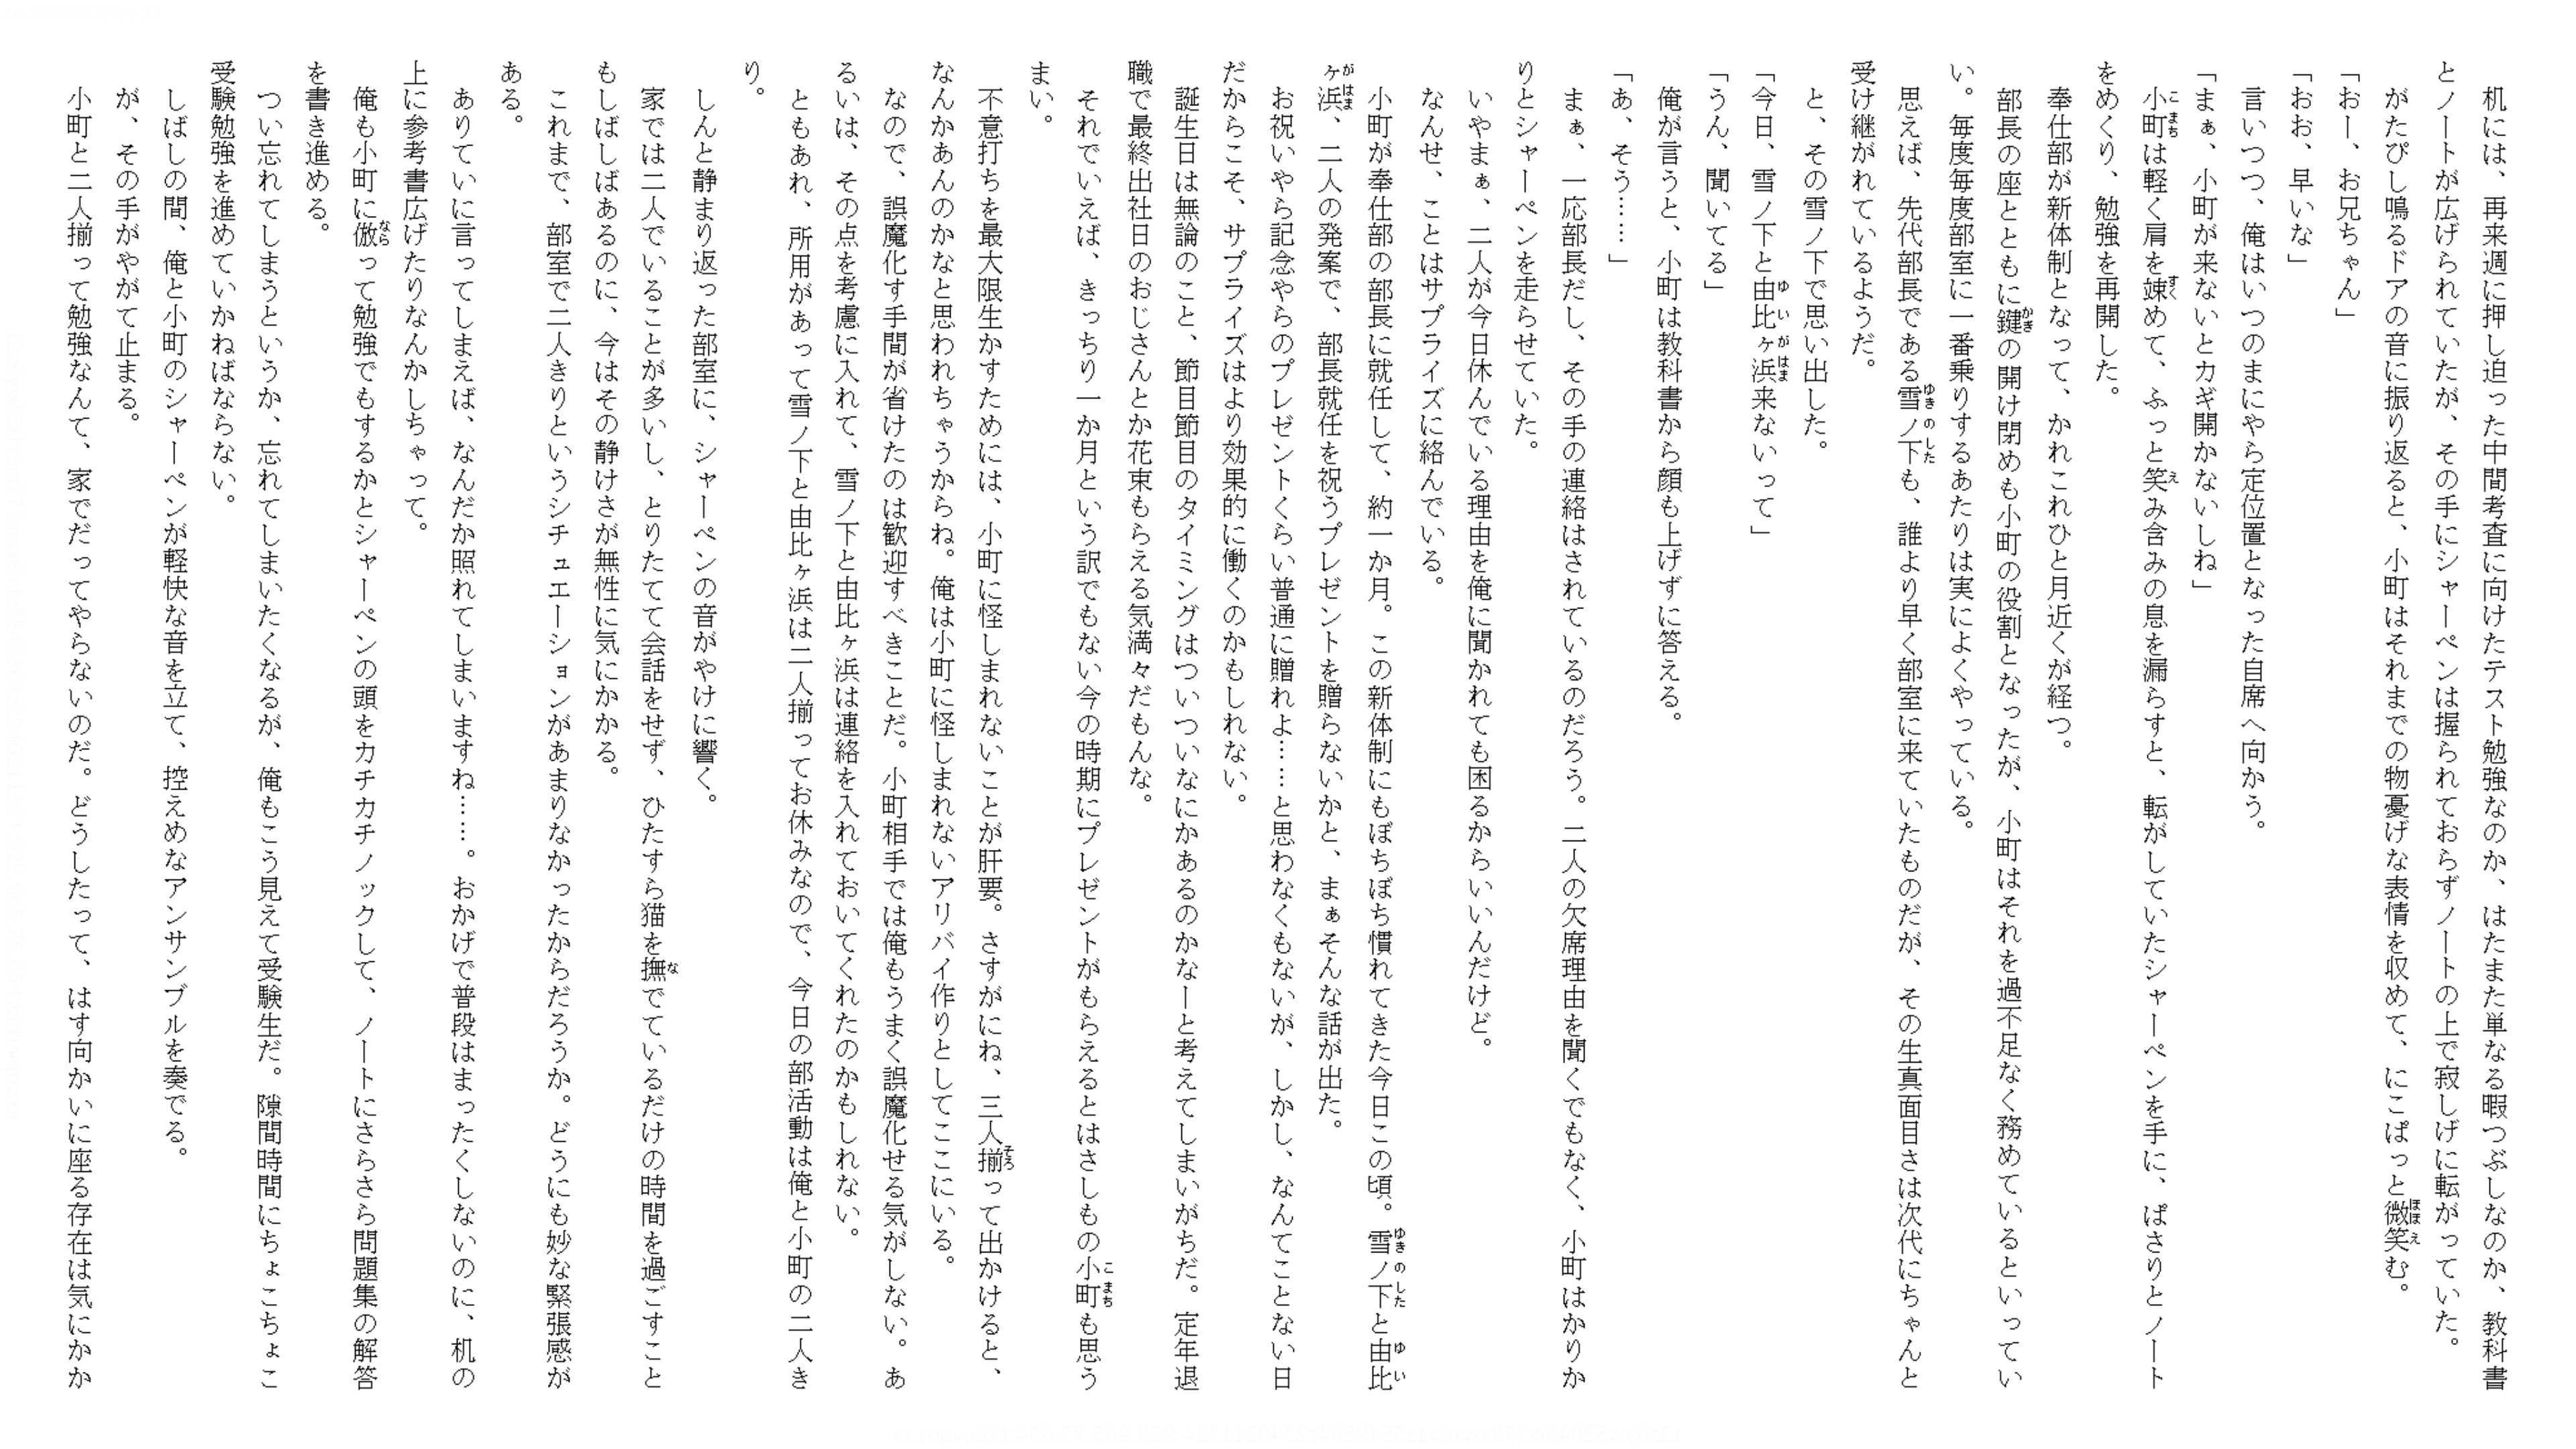 机には、再来週に押し迫った中間考査に向けたテスト勉強なのか、はたまた単なる暇つぶしなのか、教科書
とノートが広げられていたが、その手にシャーペンは握られておらずノートの上で寂しげに転がっていた。
がたぴし鳴るドアの音に振り返ると、小町はそれまでの物憂げな表情を収めて、にこぱっと微笑む。
「おー、お兄ちゃん」
「おお、早いな」
言いつつ、俺はいつのまにやら定位置となった自席へ向かう。
「まぁ、小町が来ないとカギ開かないしね」
小町は軽く肩を竦めて、ふっと笑み含みの息を漏らすと、転がしていたシャーペンを手に、ぱさりとノート
をめくり、勉強を再開した。
奉仕部が新体制となって、かれこれひと月近くが経つ。
部長の座とともに鍵の開け閉めも小町の役割となったが、小町はそれを過不足なく務めているといってい
い。毎度毎度部室に一番乗りするあたりは実によくやっている。
思えば、先代部長である雪ノ下も、誰より早く部室に来ていたものだが、その生真面目さは次代にちゃんと
受け継がれているようだ。
と、その雪ノ下で思い出した。
「今日、雪ノ下と由比ヶ浜来ないって」
「うん、聞いてる」
俺が言うと、小町は教科書から顔も上げずに答える。
「あ、そう……」
まぁ、一応部長だし、その手の連絡はされているのだろう。二人の欠席理由を聞くでもなく、小町はかりか
りとシャーペンを走らせていた。
いやまぁ、二人が今日休んでいる理由を俺に聞かれても困るからいいんだけど。
なんせ、ことはサプライズに絡んでいる。
小町が奉仕部の部長に就任して、約一か月。この新体制にもぼちぼち慣れてきた今日この頃。雪ノ下と由比
ヶ浜、二人の発案で、部長就任を祝うプレゼントを贈らないかと、まぁそんな話が出た。
お祝いやら記念やらのプレゼントくらい普通に贈れよ……と思わなくもないが、しかし、なんてことない日
だからこそ、サプライズはより効果的に働くのかもしれない。
誕生日は無論のこと、節目節目のタイミングはついついなにかあるのかなーと考えてしまいがちだ。定年退
職で最終出社日のおじさんとか花束もらえる気満々だもんな。
それでいえば、きっちり一か月という訳でもない今の時期にプレゼントがもらえるとはさしもの小町も思う
まい。
不意打ちを最大限生かすためには、小町に怪しまれないことが肝要。さすがにね、三人揃って出かけると、
なんかあんのかなと思われちゃうからね。俺は小町に怪しまれないアリバイ作りとしてここにいる。
なので、誤魔化す手間が省けたのは歓迎すべきことだ。小町相手では俺もうまく誤魔化せる気がしない。あ
るいは、その点を考慮に入れて、雪ノ下と由比ヶ浜は連絡を入れておいてくれたのかもしれない。
ともあれ、所用があって雪ノ下と由比ヶ浜は二人揃ってお休みなので、今日の部活動は俺と小町の二人き
り。
しんと静まり返った部室に、シャーペンの音がやけに響く。
家では二人でいることが多いし、とりたてて会話をせず、ひたすら猫を撫でているだけの時間を過ごすこと
もしばしばあるのに、今はその静けさが無性に気にかかる。
これまで、部室で二人きりというシチュエーションがあまりなかったからだろうか。どうにも妙な緊張感が
ある。
ありていに言ってしまえば、なんだか照れてしまいますね……。おかげで普段はまったくしないのに、机の
上に参考書広げたりなんかしちゃって。
俺も小町に倣って勉強でもするかとシャーペンの頭をカチカチノックして、ノートにさらさら問題集の解答
を書き進める。
つい忘れてしまうというか、忘れてしまいたくなるが、俺もこう見えて受験生だ。隙間時間にちょこちょこ
受験勉強を進めていかねばならない。
しばしの間、俺と小町のシャーペンが軽快な音を立て、控えめなアンサンブルを奏でる。
が、その手がやがて止まる。
小町と二人揃って勉強なんて、家でだってやらないのだ。どうしたって、はす向かいに座る存在は気にかか